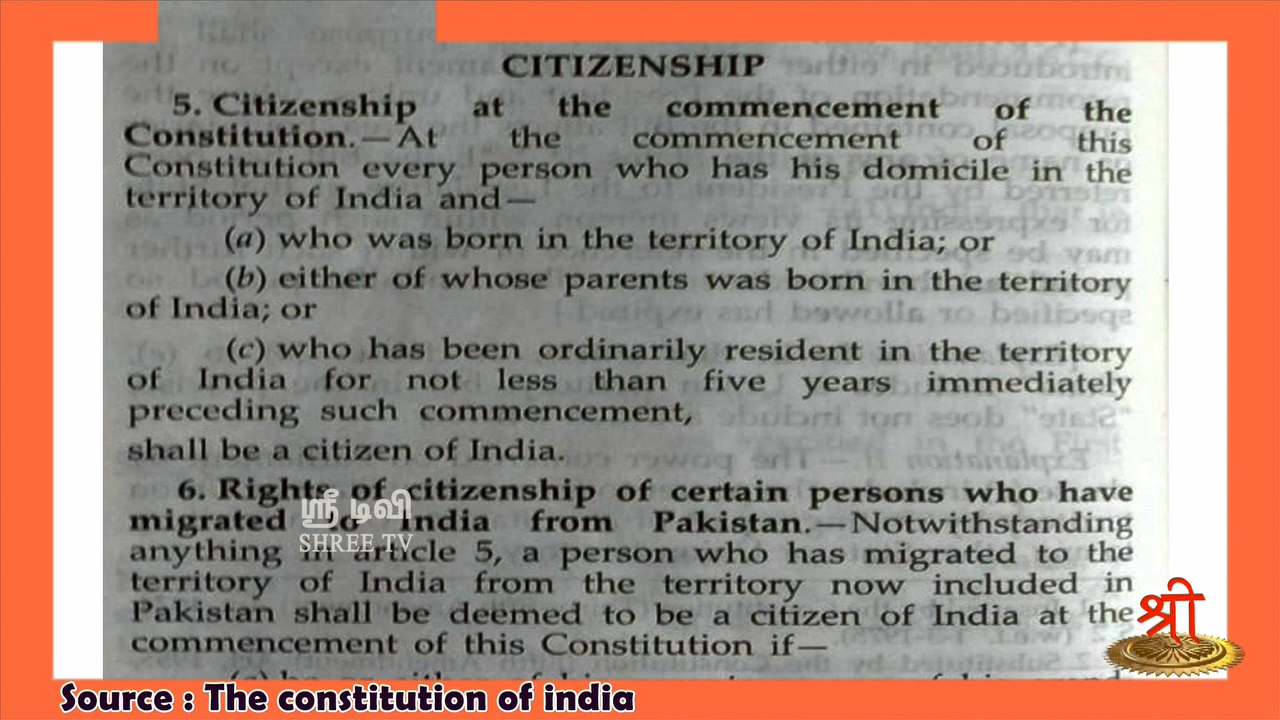 CITIZENSHIP
5. Citizenship at the commencement of the
Constitution.—At the commencement of this
Constitution every person who has his domicile in the
territory of India and—
(a) who was born in the territory of India; or
(b) either of whose parents was born in the territory
of India; or
(c) who has been ordinarily resident in the territory
of India for not less than five years immediately
preceding such commencement,
shall be a citizen of India.
6. Rights of citizenship of certain persons who have
migrated to India from Pakistan.—Notwithstanding
anything in article 5, a person who has migrated to the
territory of India from the territory now included in
Pakistan shall be deemed to be a citizen of India at the
commencement of this Constitution if—
ஸ்ரீ டிவி
SHREE TV
श्री
Source : The constitution of india